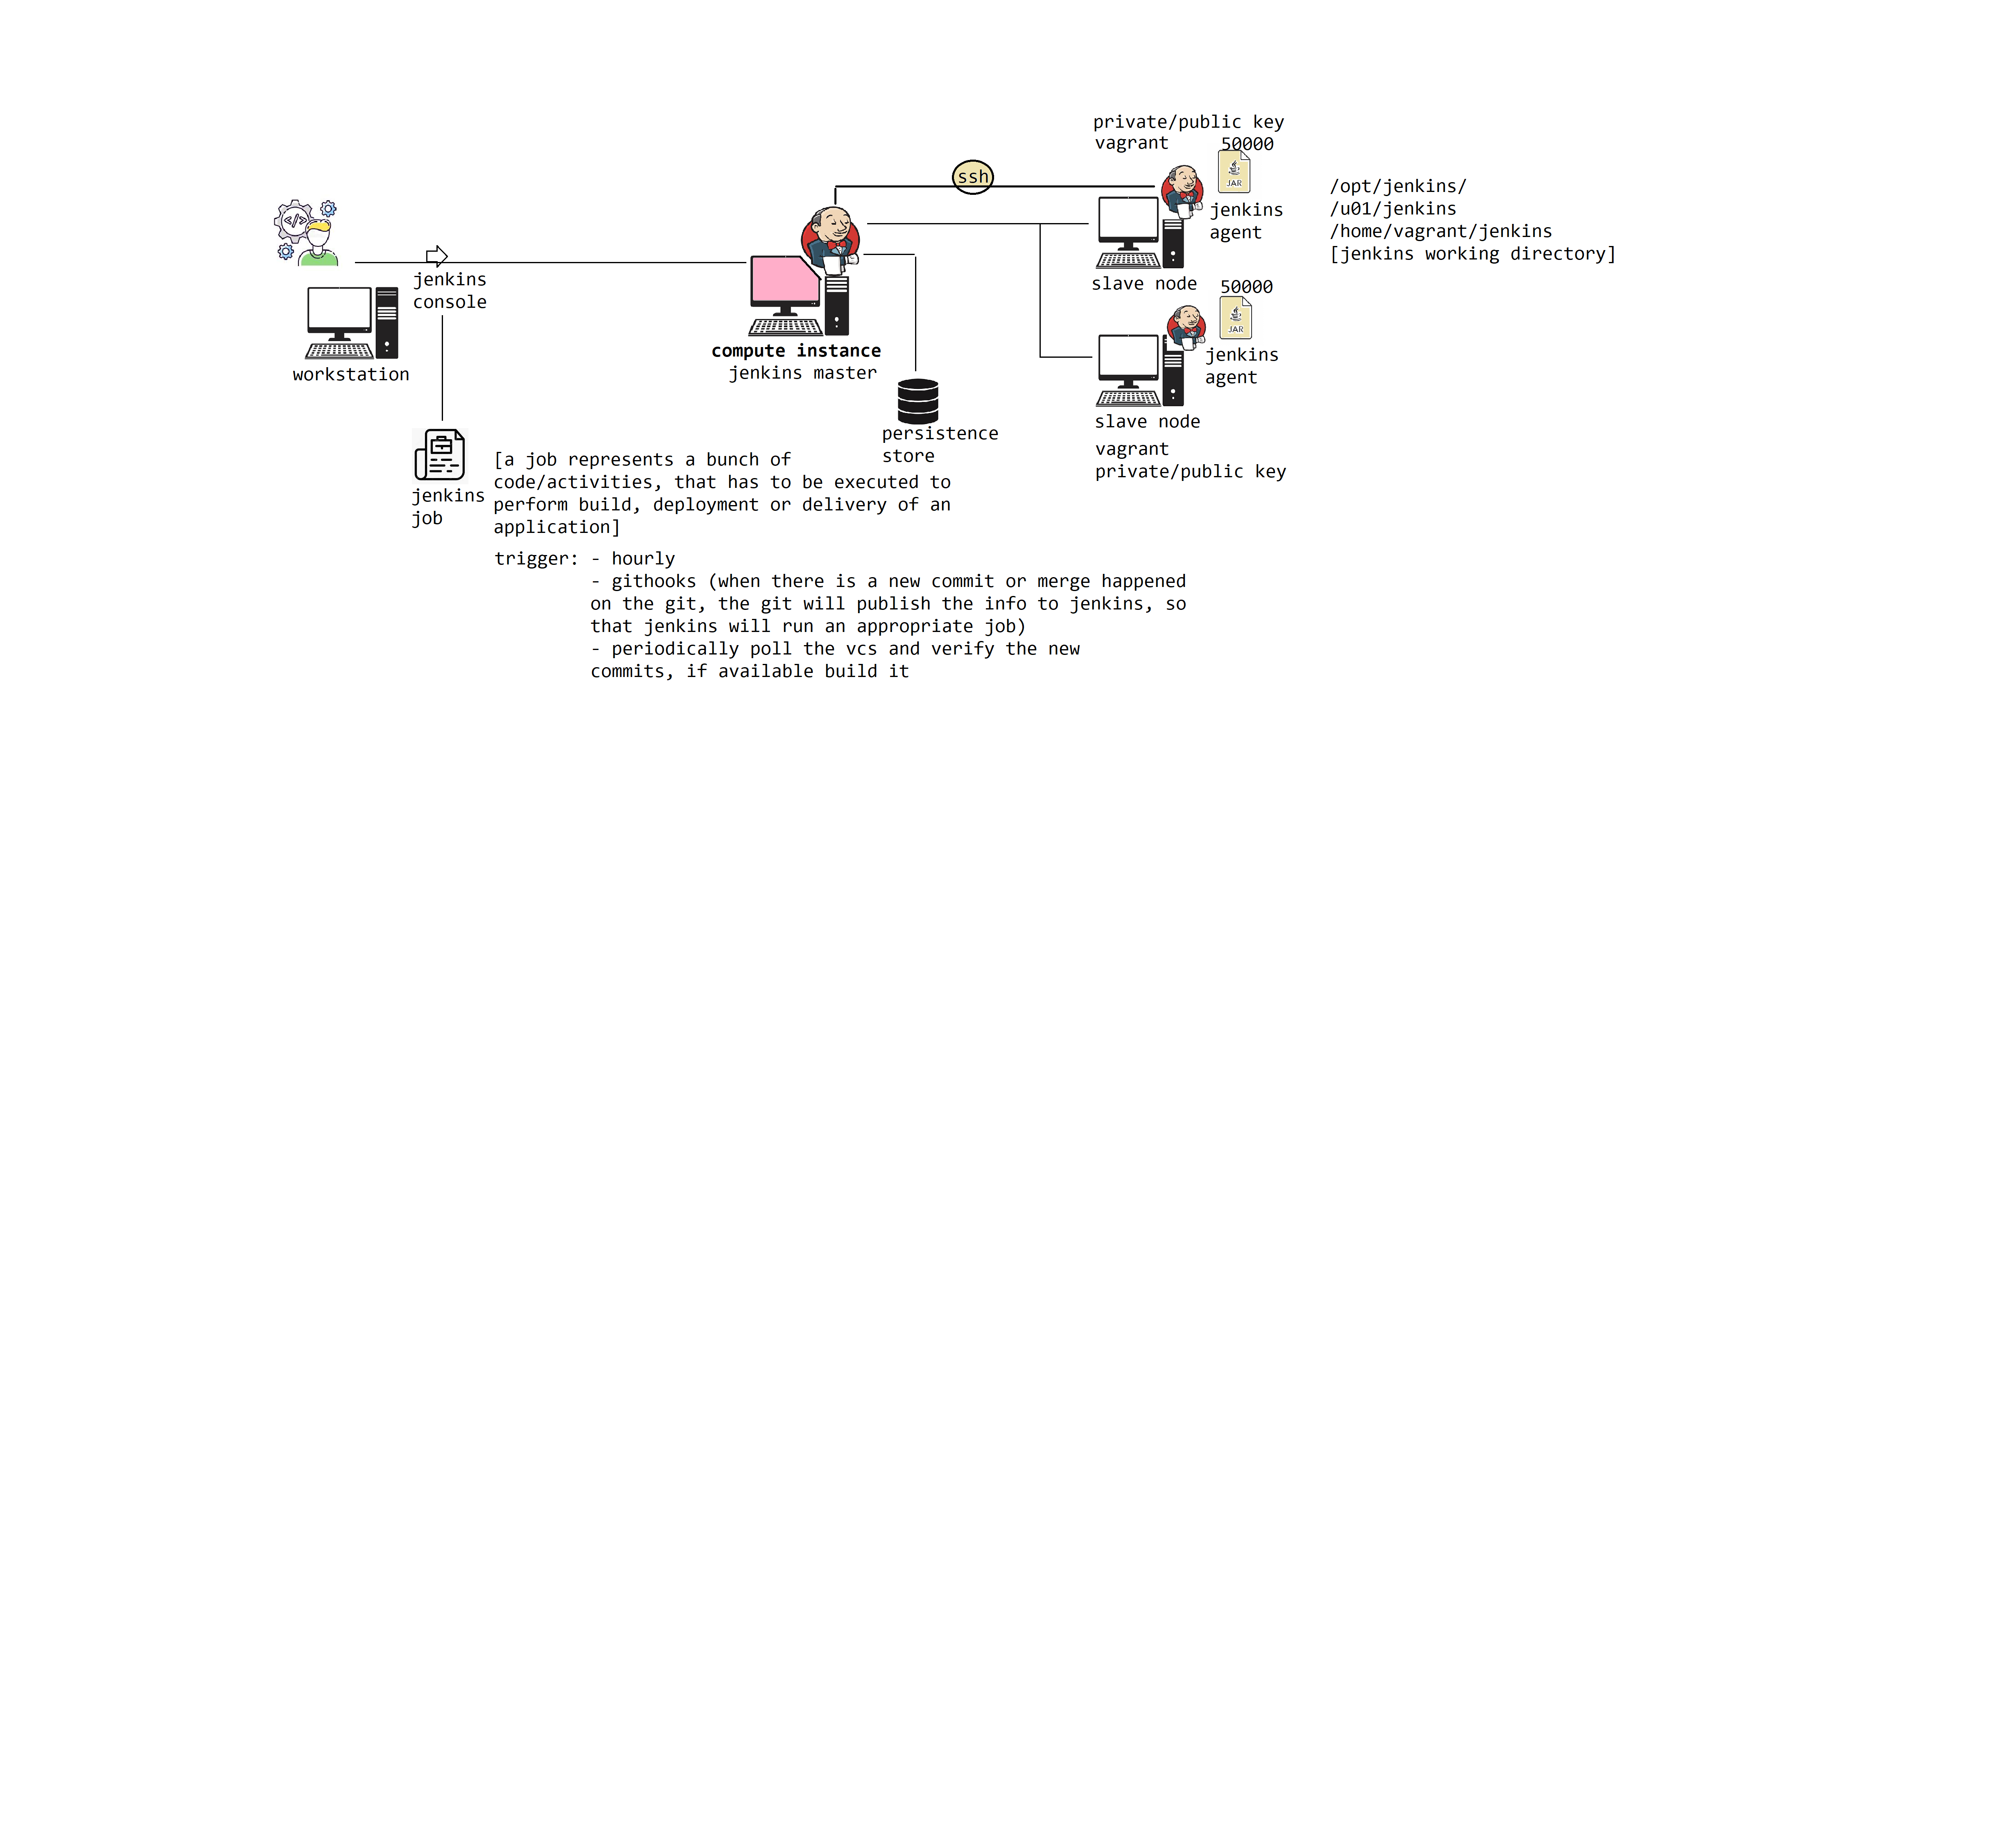 private/public key
vagrant
50000
ssh
JAR
jenkins
agent
/opt/jenkins/
/u01/jenkins
/home/vagrant/jenkins
[jenkins working directory]
slave node
</>
jenkins
console
workstation
compute instance
jenkins master
50000
JAR
jenkins
agent
slave node
vagrant
private/public key
persistence
store
jenkins
job
[a job represents a bunch of
code/activities, that has to be executed to
perform build, deployment or delivery of an
application]
trigger: - hourly
- githooks (when there is a new commit or merge happened
on the git, the git will publish the info to jenkins, so
that jenkins will run an appropriate job)
- periodically poll the vcs and verify the new
commits, if available build it